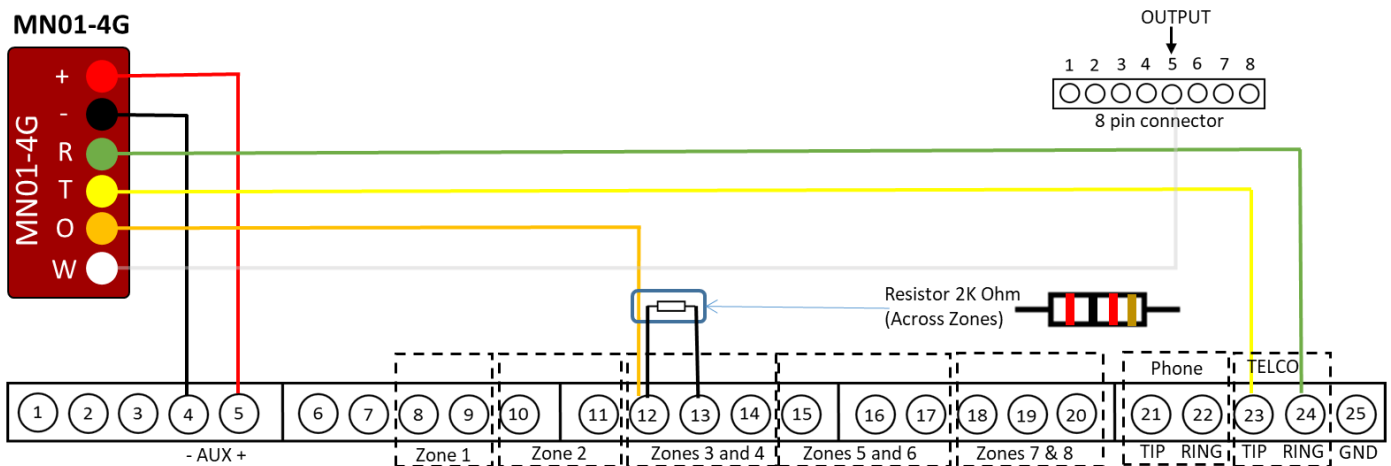 MN01-4G
MN01-4G
+
-
R
T
O
W
OUTPUT
1 2 3 4 5 6 7 8
8 pin connector
Resistor 2K Ohm
(Across Zones)
Phone TELCO
1 2 3 4 5 6 7 8 9 10 11 12 13 14 15 16 17 18 19 20 21 22 23 24 25
- AUX + Zone 1 Zone 2 Zones 3 and 4 Zones 5 and 6 Zones 7 & 8 TIP RING TIP RING GND